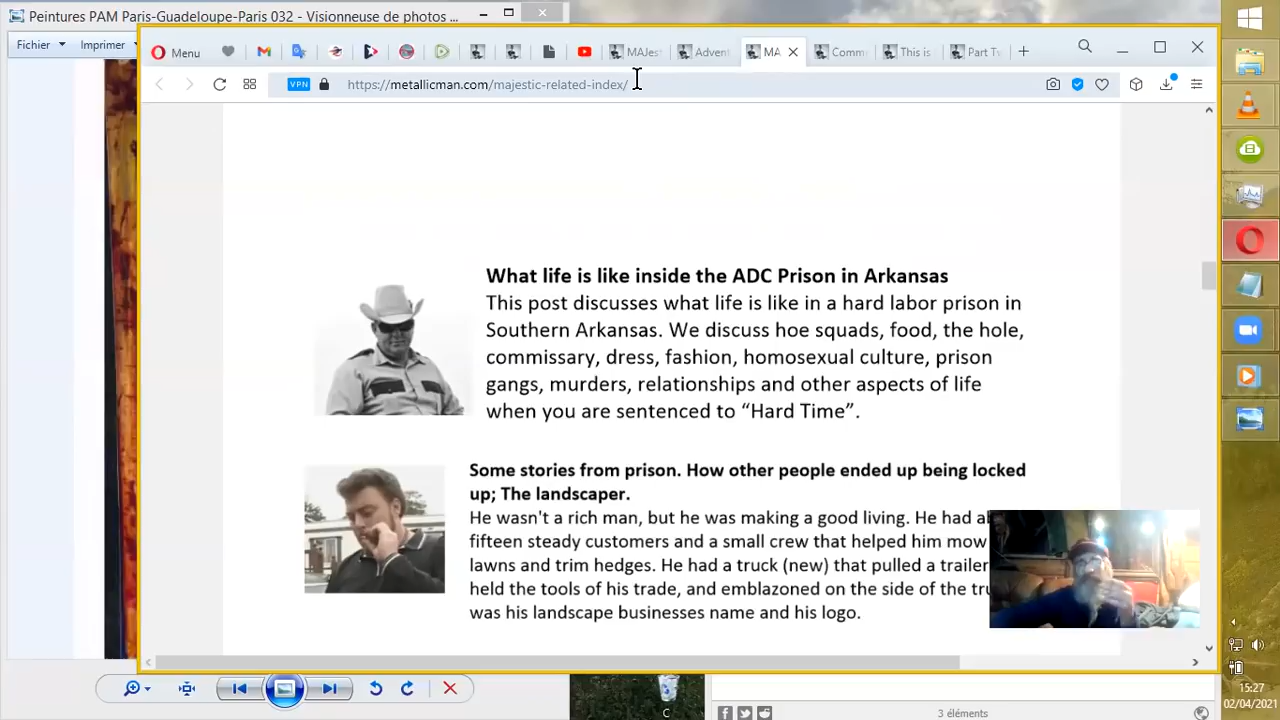 Peintures PAM Paris-Guadeloupe-Paris 032 - Visionneuse de photos ...
Fichier
Imprimer
Menu
MAJes
Advent
MA
Comm
This is
Part Tv
VPN
https://metallicman.com/majestic-related-index/
What life is like inside the ADC Prison in Arkansas
This post discusses what life is like in a hard labor prison in
Southern Arkansas. We discuss hoe squads, food, the hole,
commissary, dress, fashion, homosexual culture, prison
gangs, murders, relationships and other aspects of life
when you are sentenced to “Hard Time”.
Some stories from prison. How other people ended up being locked
up; The landscaper.
He wasn't a rich man, but he was making a good living. He had ab
fifteen steady customers and a small crew that helped him mow
lawns and trim hedges. He had a truck (new) that pulled a trailer
held the tools of his trade, and emblazoned on the side of the tru
was his landscape businesses name and his logo.
C
3 éléments
15:27
02/04/2021